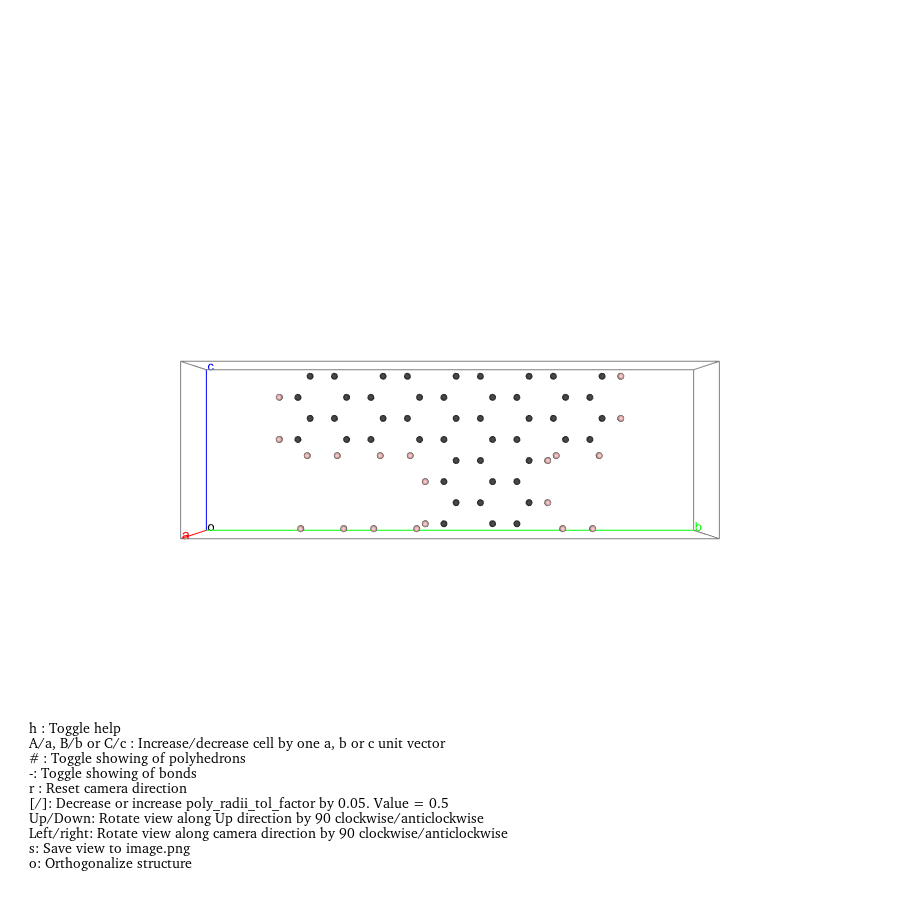 c
o
a
b
h : Toggle help
A/a, B/b or C/c : Increase/decrease cell by one a, b or c unit vector
# : Toggle showing of polyhedrons
-: Toggle showing of bonds
r : Reset camera direction
[/]: Decrease or increase poly_radii_tol_factor by 0.05. Value = 0.5
Up/Down: Rotate view along Up direction by 90 clockwise/anticlockwise
Left/right: Rotate view along camera direction by 90 clockwise/anticlockwise
s: Save view to image.png
o: Orthogonalize structure